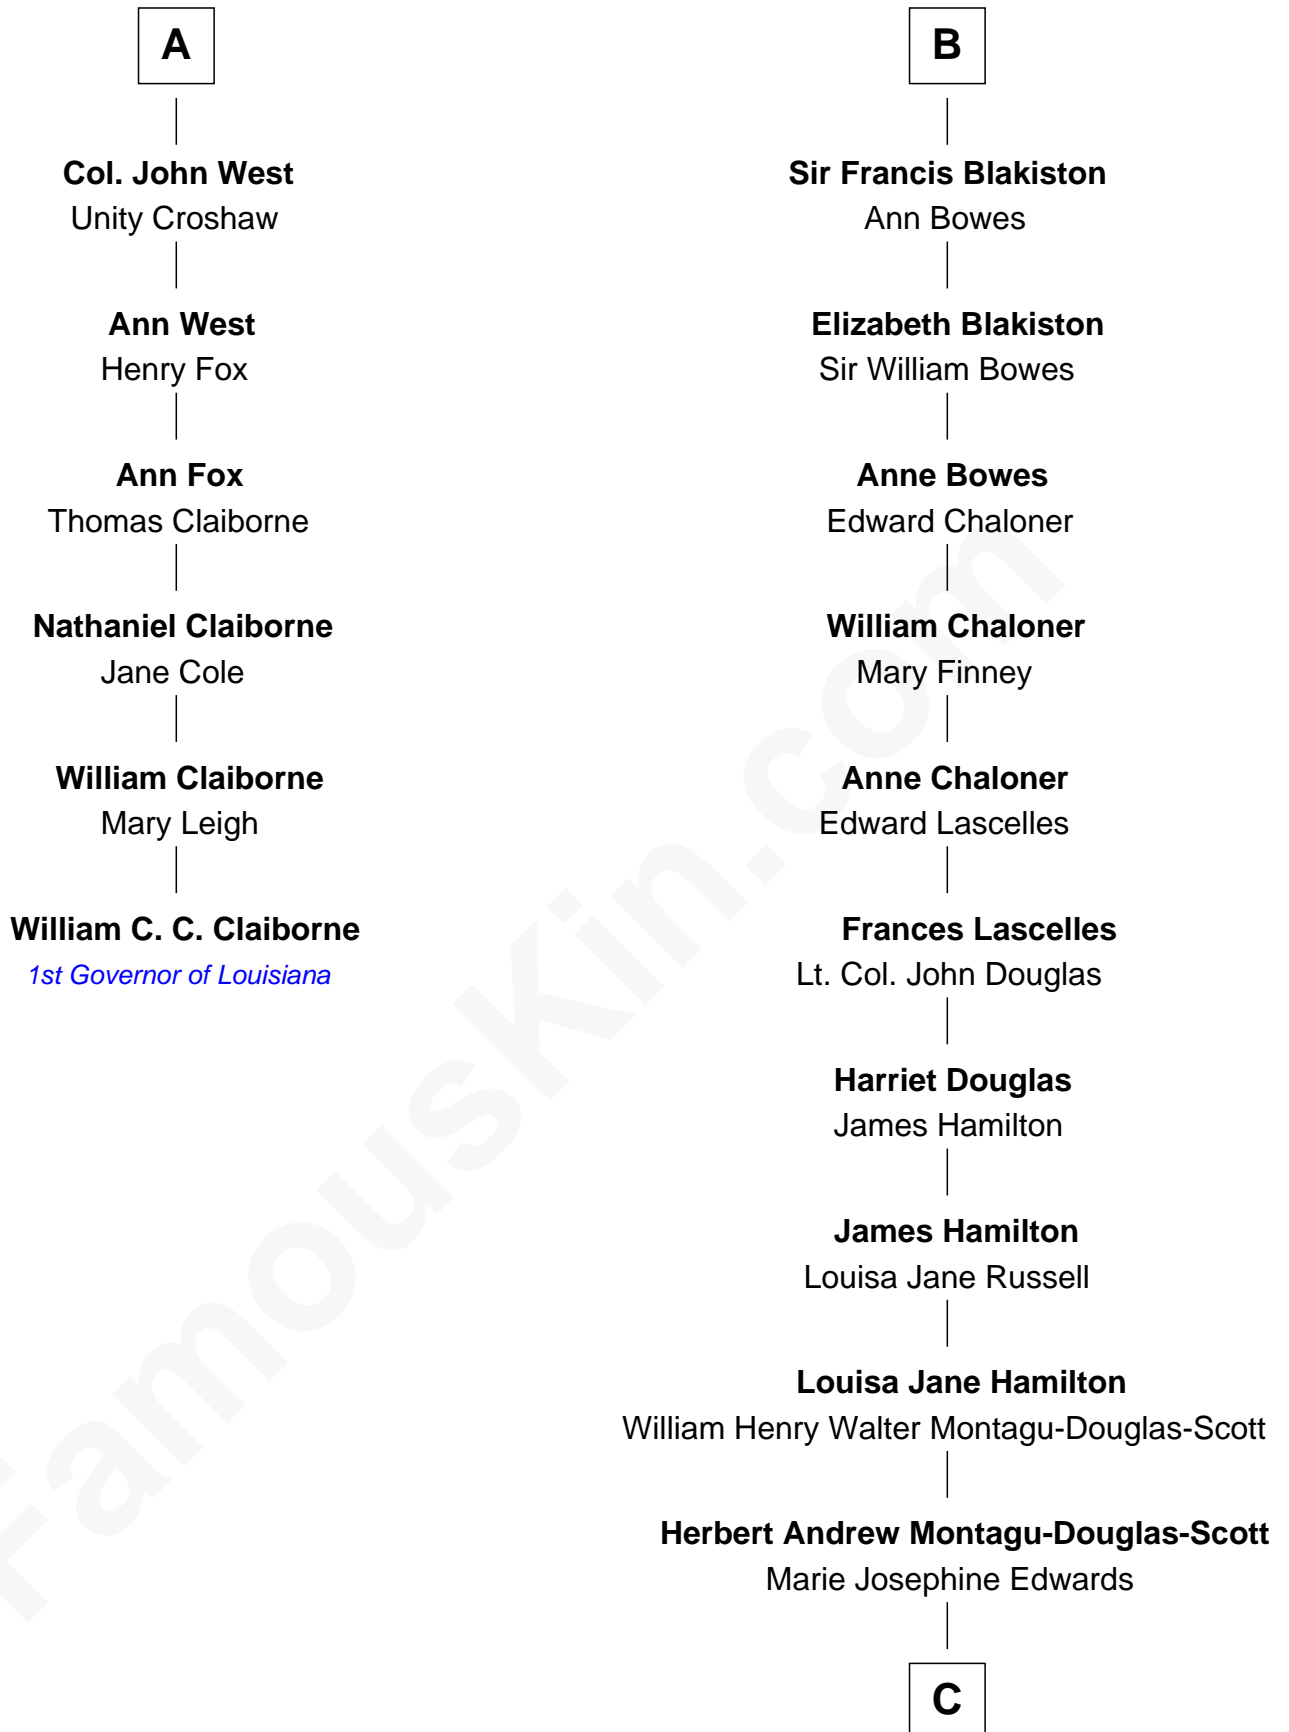 A
Col. John West
Unity Croshaw
Ann West
Henry Fox
Ann Fox
Thomas Claiborne
Nathaniel Claiborne
Jane Cole
William Claiborne
Mary Leigh
William C. C. Claiborne
1st Governor of Louisiana
B
Sir Francis Blakiston
Ann Bowes
Elizabeth Blakiston
Sir William Bowes
Anne Bowes
Edward Chaloner
William Chaloner
Mary Finney
Anne Chaloner
Edward Lascelles
Frances Lascelles
Lt. Col. John Douglas
Harriet Douglas
James Hamilton
James Hamilton
Louisa Jane Russell
Louisa Jane Hamilton
William Henry Walter Montagu-Douglas-Scott
Herbert Andrew Montagu-Douglas-Scott
Marie Josephine Edwards
C
FamousKin.com